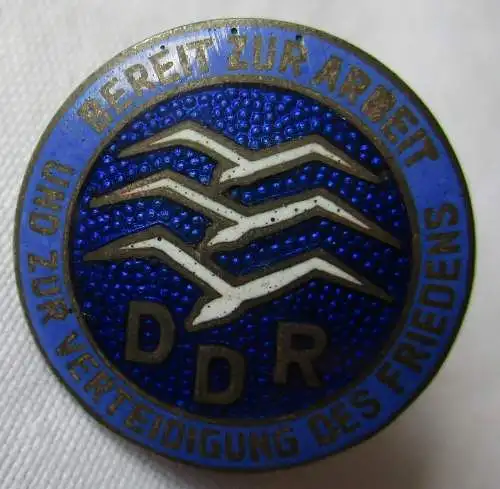 BEREIT ZUR ARBEIT
UND ZUR VERTEIDIGUNG DES FRIEDENS
DDR